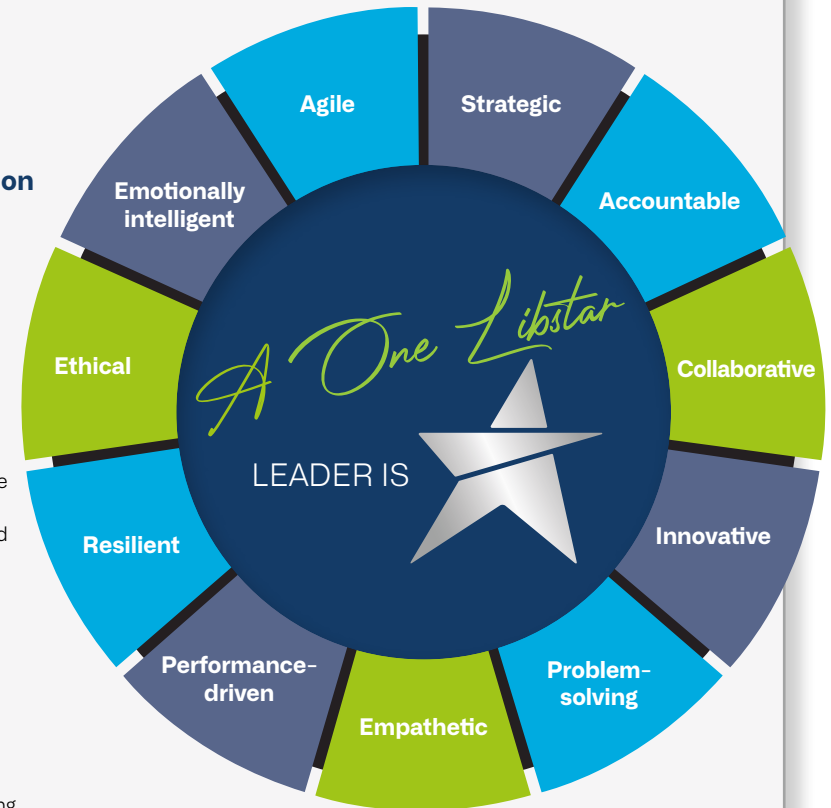 on
e
d
ng
Agile
Strategic
Accountable
Collaborative
Innovative
Problem-
solving
Empathetic
Performance-
driven
Resilient
Ethical
Emotionally
intelligent
A One Libstar
LEADER IS